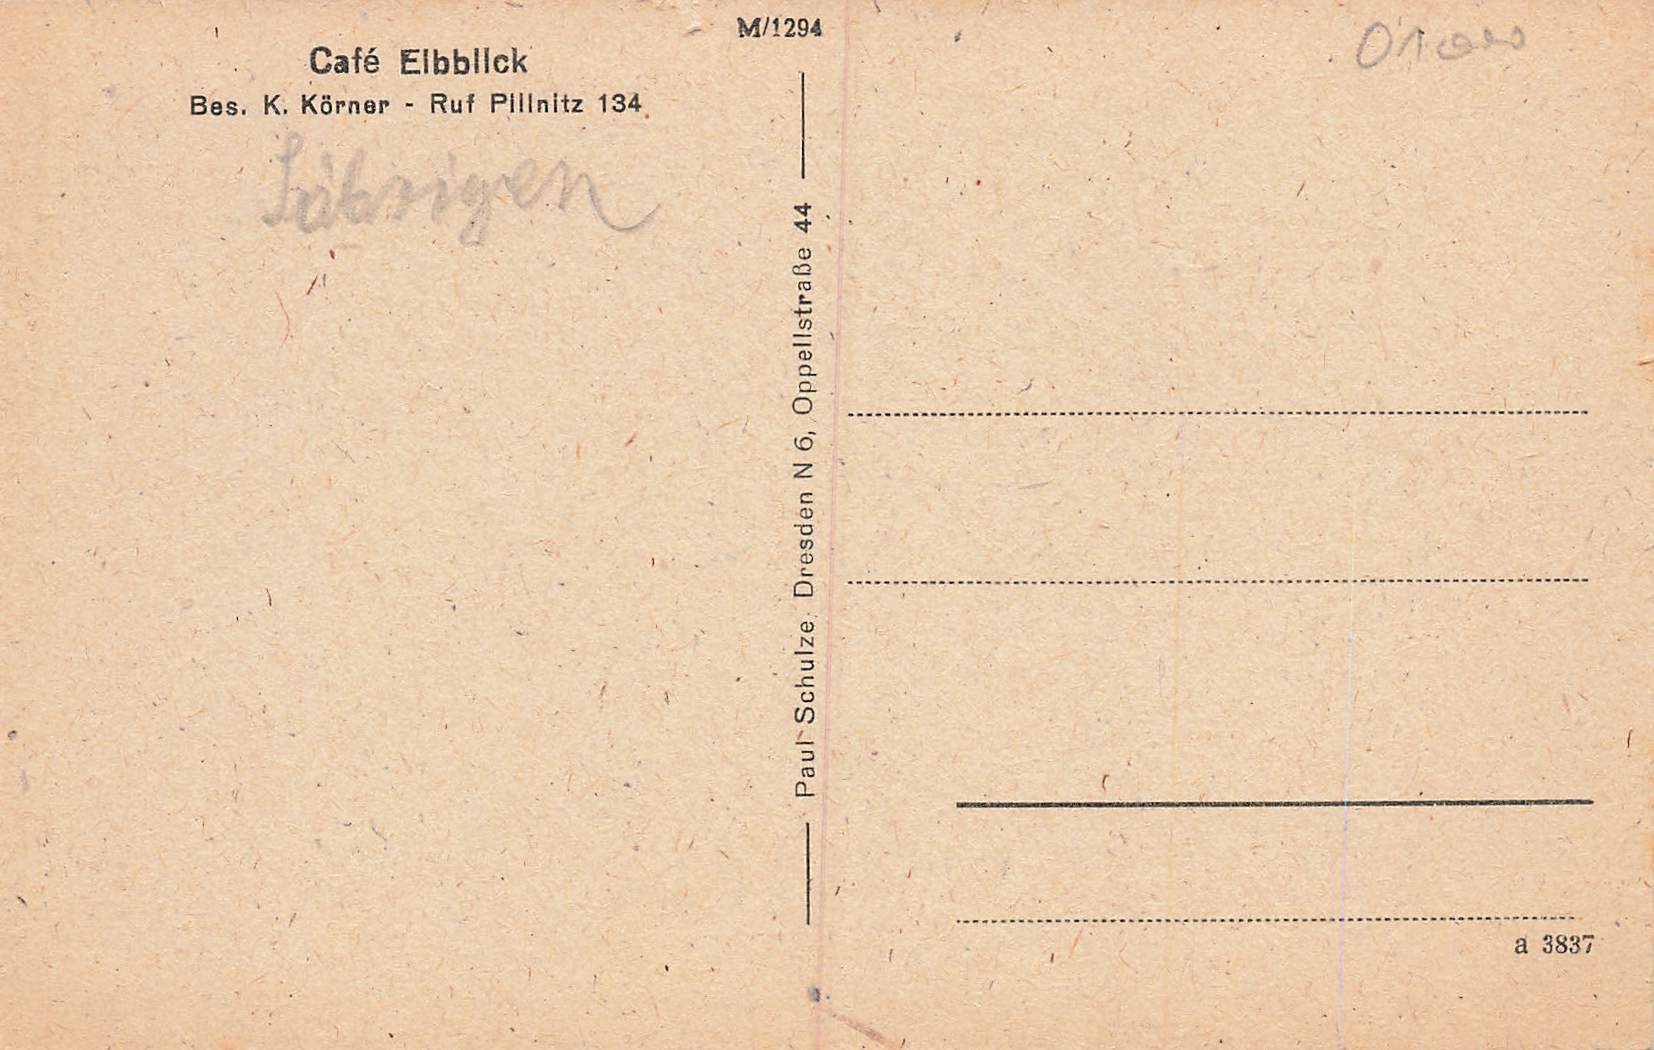 M/1294
Café Elbblick
Bes. K. Körner - Ruf Pillnitz 134
Söbrigen
Paul Schulze, Dresden N 6, Oppellstraße 44
a 3837